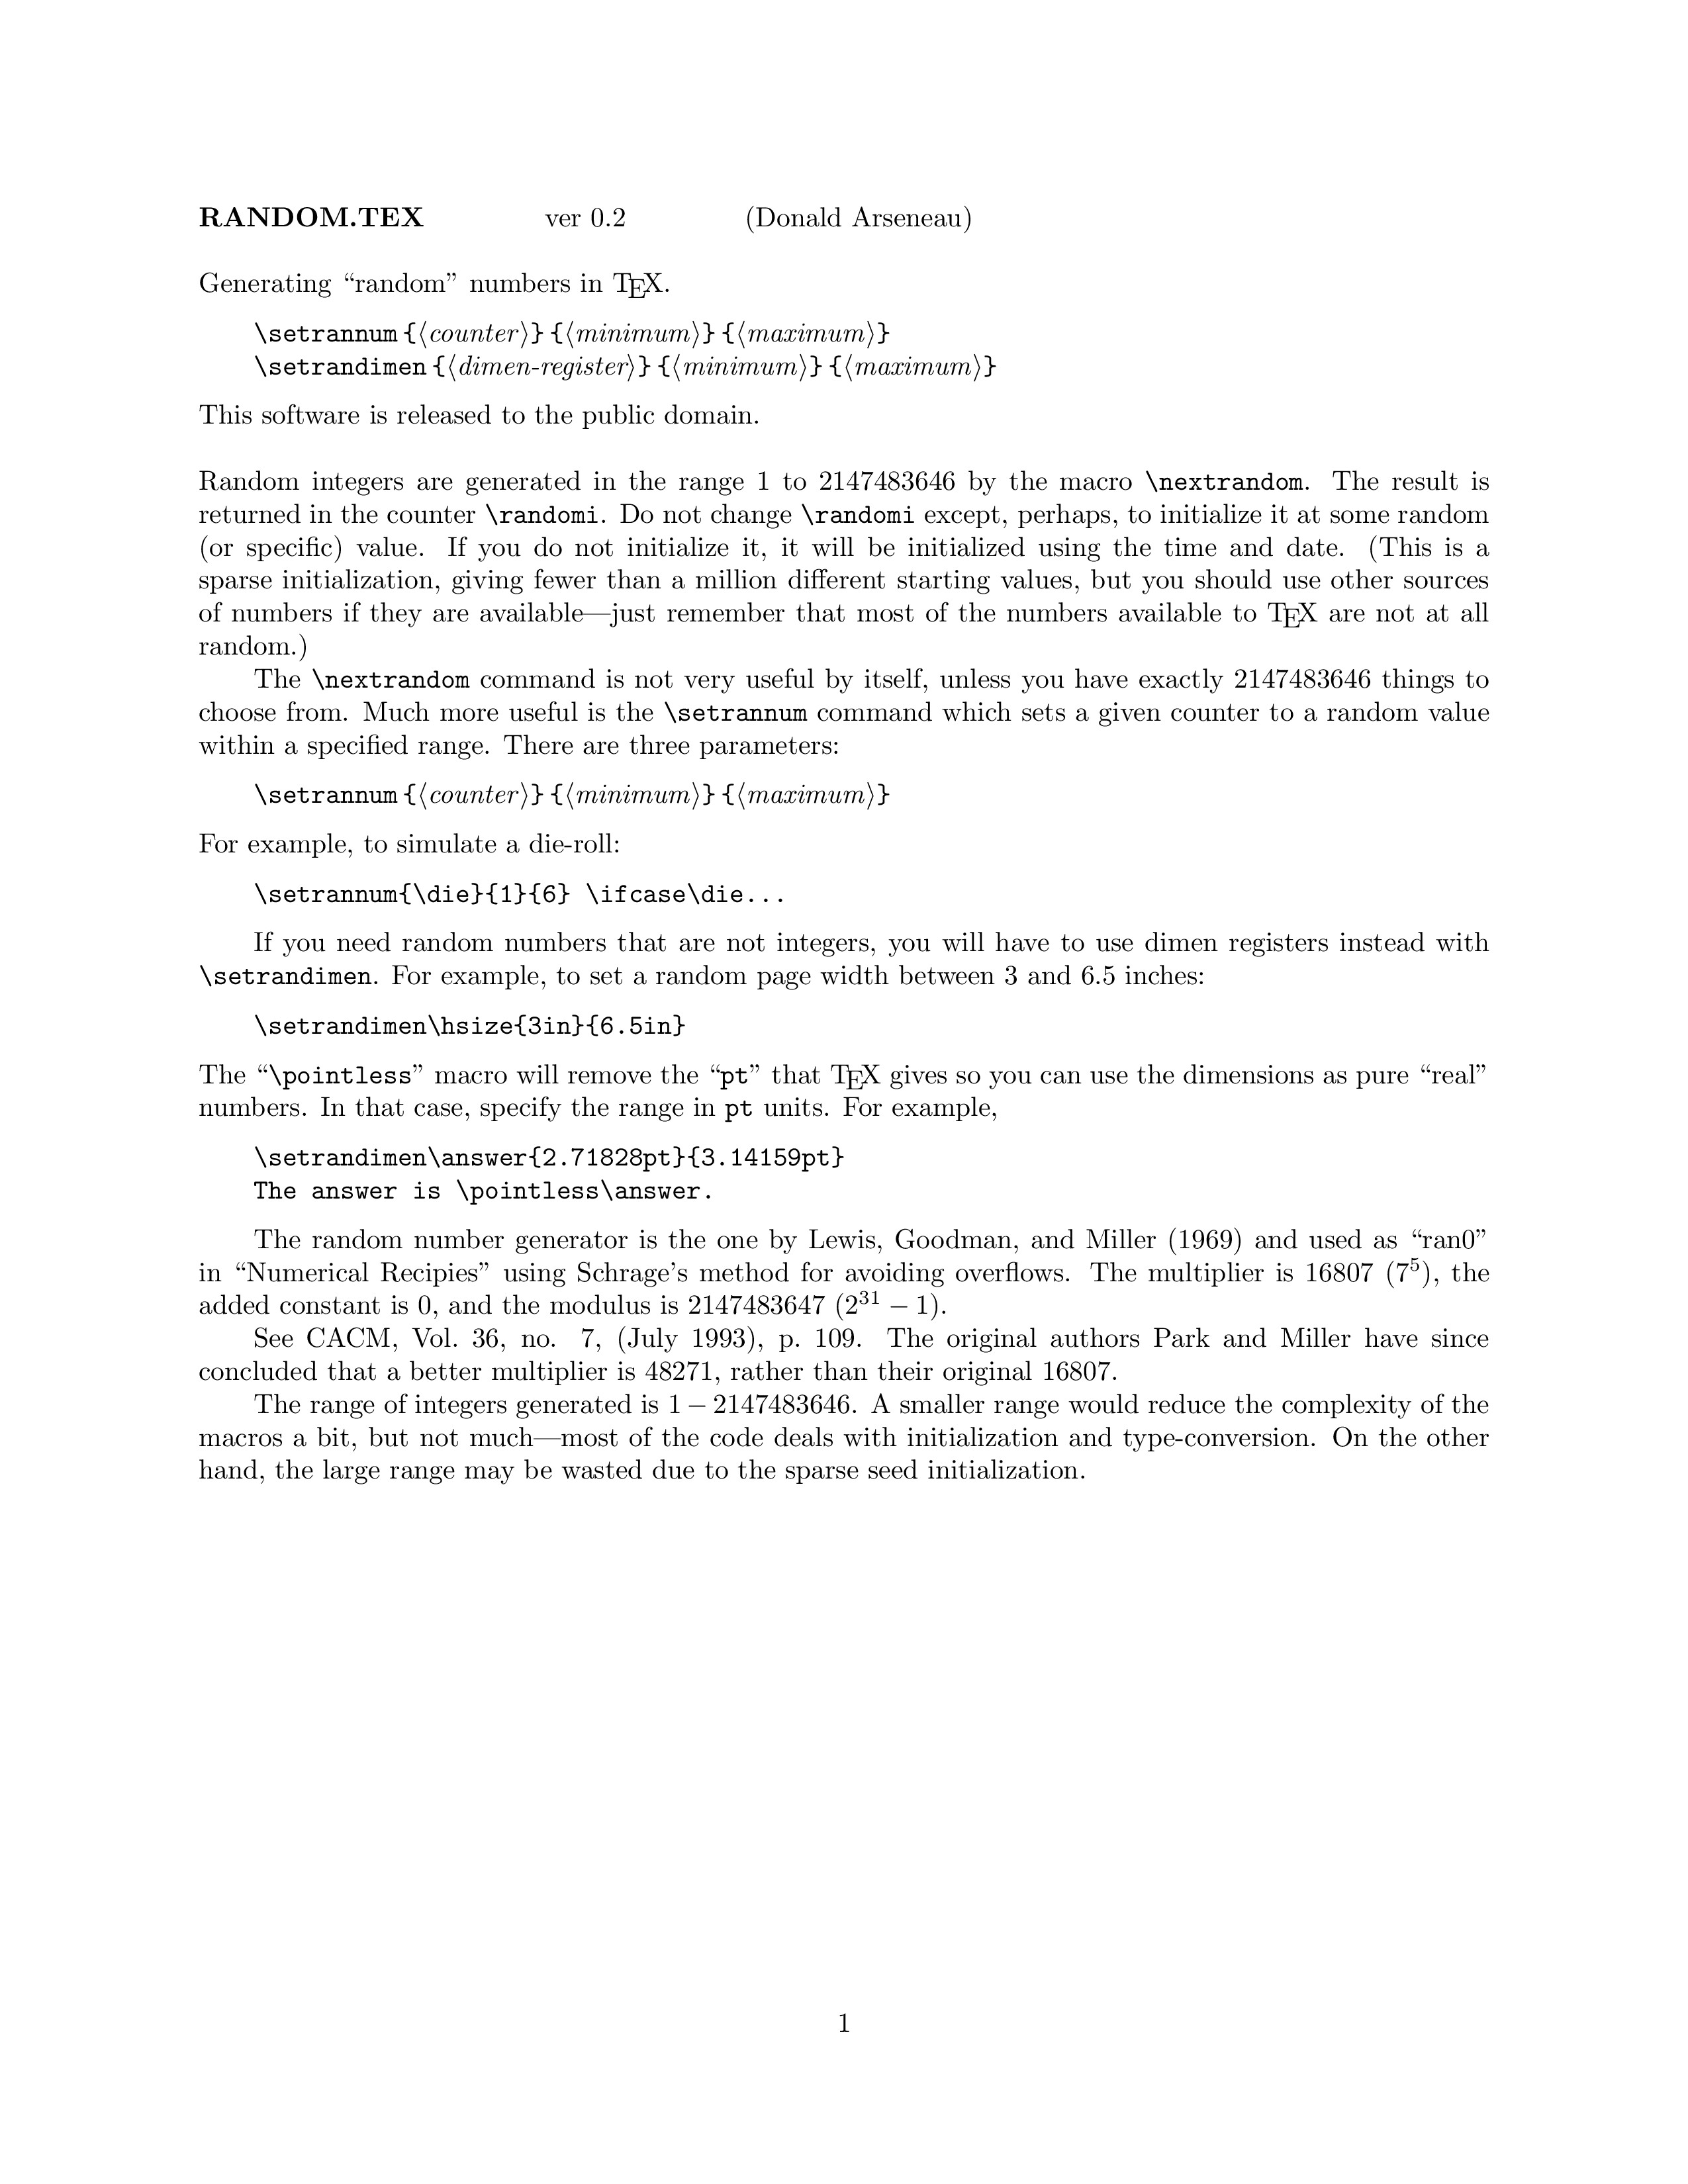 RANDOM.TEX ver 0.2 (Donald Arseneau)
Generating “random” numbers in TEX.
\setrannum {⟨counter⟩} {⟨minimum⟩} {⟨maximum⟩}
\setrandimen {⟨dimen-register⟩} {⟨minimum⟩} {⟨maximum⟩}
This software is released to the public domain.
Random integers are generated in the range 1 to 2147483646 by the macro \nextrandom. The result is
returned in the counter \randomi. Do not change \randomi except, perhaps, to initialize it at some random
(or specific) value. If you do not initialize it, it will be initialized using the time and date. (This is a
sparse initialization, giving fewer than a million different starting values, but you should use other sources
of numbers if they are available—just remember that most of the numbers available to TEX are not at all
random.)
The \nextrandom command is not very useful by itself, unless you have exactly 2147483646 things to
choose from. Much more useful is the \setrannum command which sets a given counter to a random value
within a specified range. There are three parameters:
\setrannum {⟨counter⟩} {⟨minimum⟩} {⟨maximum⟩}
For example, to simulate a die-roll:
\setrannum{\die}{1}{6} \ifcase\die...
If you need random numbers that are not integers, you will have to use dimen registers instead with
\setrandimen. For example, to set a random page width between 3 and 6.5 inches:
\setrandimen\hsize{3in}{6.5in}
The “\pointless” macro will remove the “pt” that TEX gives so you can use the dimensions as pure “real”
numbers. In that case, specify the range in pt units. For example,
\setrandimen\answer{2.71828pt}{3.14159pt}
The answer is \pointless\answer.
The random number generator is the one by Lewis, Goodman, and Miller (1969) and used as “ran0”
in “Numerical Recipies” using Schrage’s method for avoiding overflows. The multiplier is 16807 (7⁵), the
added constant is 0, and the modulus is 2147483647 (2³¹ − 1).
See CACM, Vol. 36, no. 7, (July 1993), p. 109. The original authors Park and Miller have since
concluded that a better multiplier is 48271, rather than their original 16807.
The range of integers generated is 1 − 2147483646. A smaller range would reduce the complexity of the
macros a bit, but not much—most of the code deals with initialization and type-conversion. On the other
hand, the large range may be wasted due to the sparse seed initialization.
1